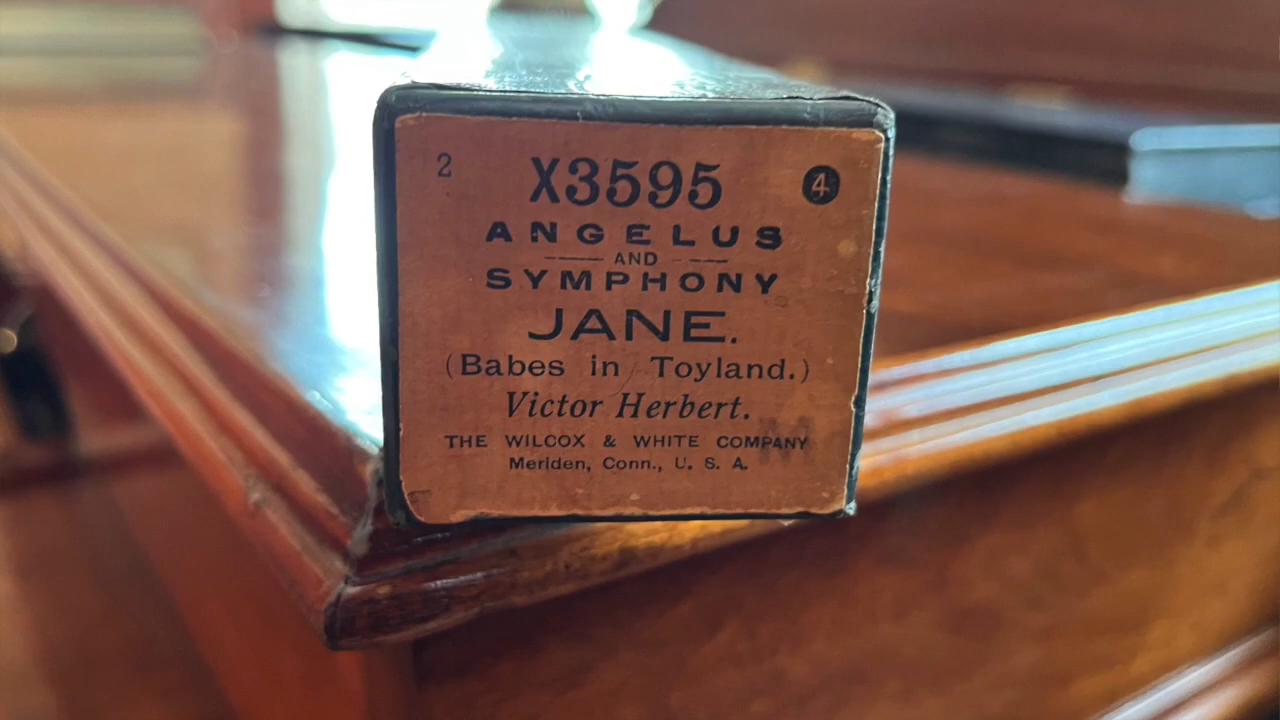 2 X3595 4
ANGELUS
AND
SYMPHONY
JANE.
(Babes in Toyland.)
Victor Herbert.
THE WILCOX & WHITE COMPANY
Meriden, Conn., U. S. A.
M